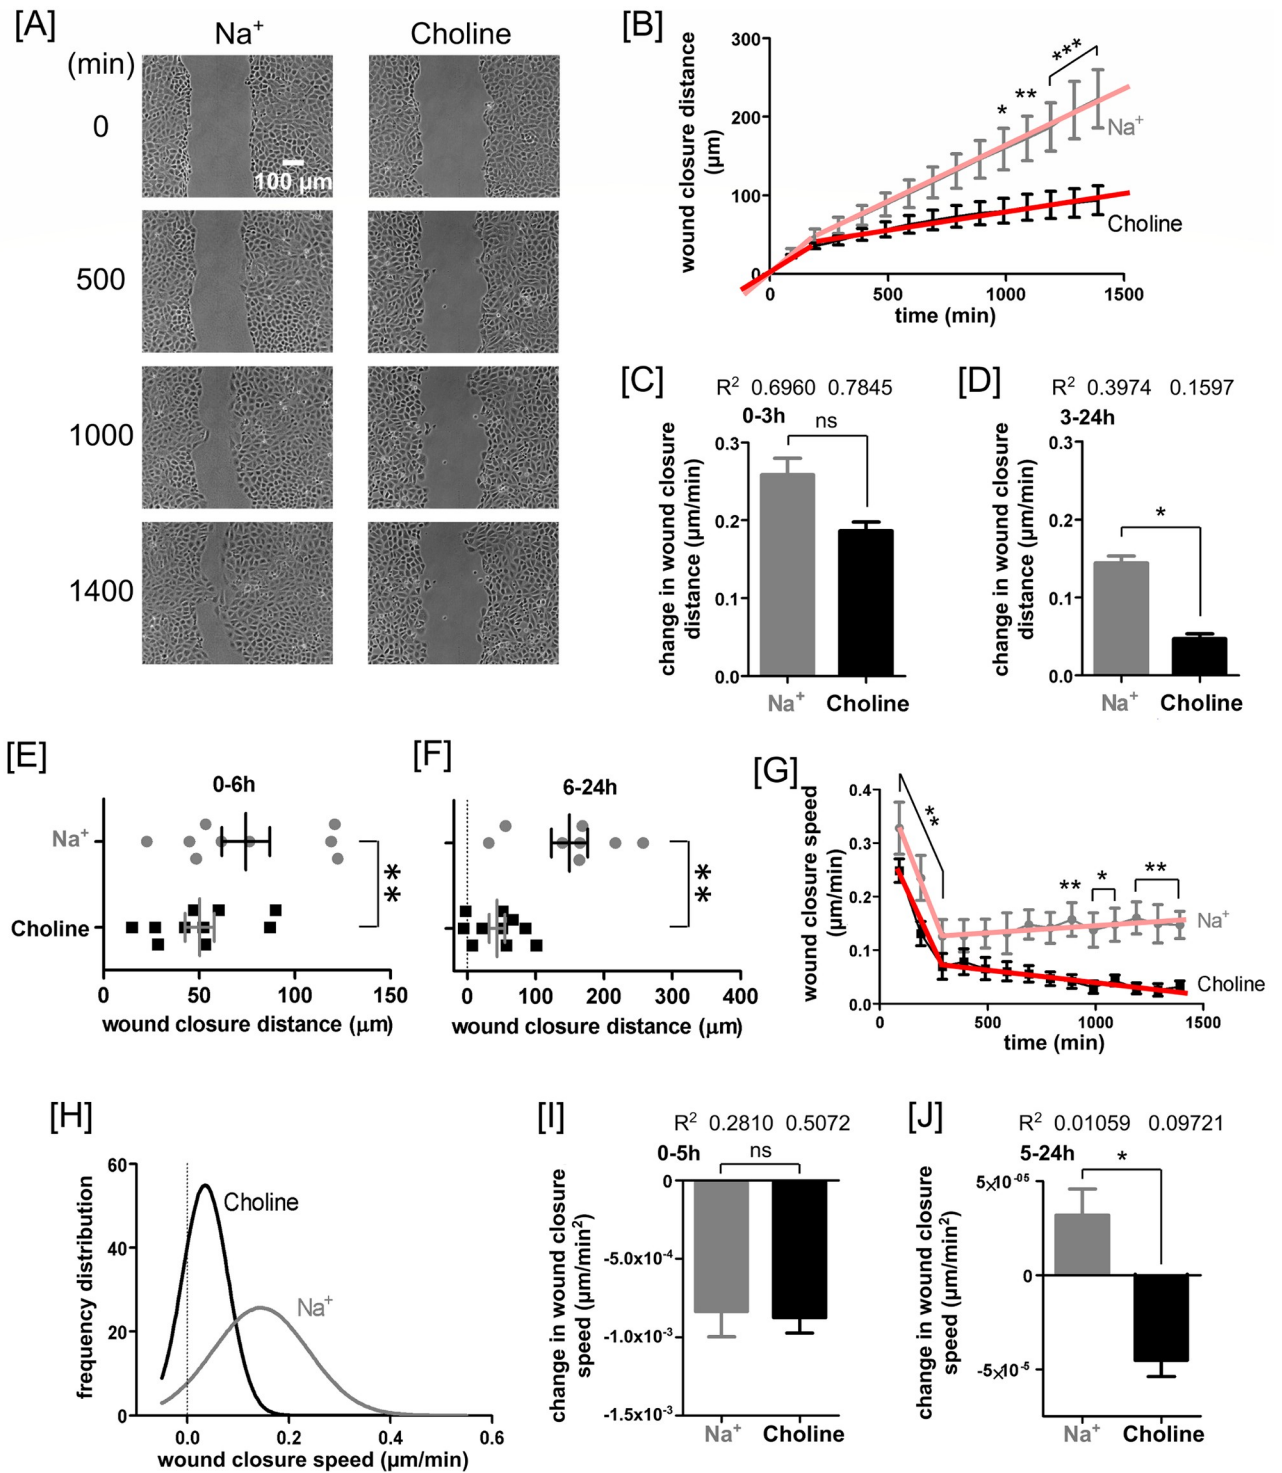 [A]
Na+
Choline
(min)
0
100 µm
500
1000
1400
[B]
wound closure distance
(µm)
300
200
100
0
0
500
1000
1500
time (min)
*
**
***
Na+
Choline
[C]
R2 0.6960 0.7845
0-3h
ns
change in wound closure
distance (µm/min)
0.3
0.2
0.1
0.0
Na+
Choline
[D]
R2 0.3974 0.1597
3-24h
*
change in wound closure
distance (µm/min)
0.3
0.2
0.1
0.0
Na+
Choline
[E]
0-6h
Na+
Choline
**
0
50
100
150
wound closure distance (µm)
[F]
6-24h
**
0
100
200
300
400
wound closure distance (µm)
[G]
wound closure speed
(µm/min)
0.4
0.3
0.2
0.1
0.0
**
**
*
**
Na+
Choline
0
500
1000
1500
time (min)
[H]
frequency distribution
60
40
20
0
Choline
Na+
0.0
0.2
0.4
0.6
wound closure speed (µm/min)
[I]
R2 0.2810 0.5072
0-5h
ns
change in wound closure
speed (µm/min2)
0
-5.0x10-4
-1.0x10-3
-1.5x10-3
Na+
Choline
[J]
R2 0.01059 0.09721
5-24h
*
change in wound closure
speed (µm/min2)
5x10-05
0
-5x10-5
Na+
Choline